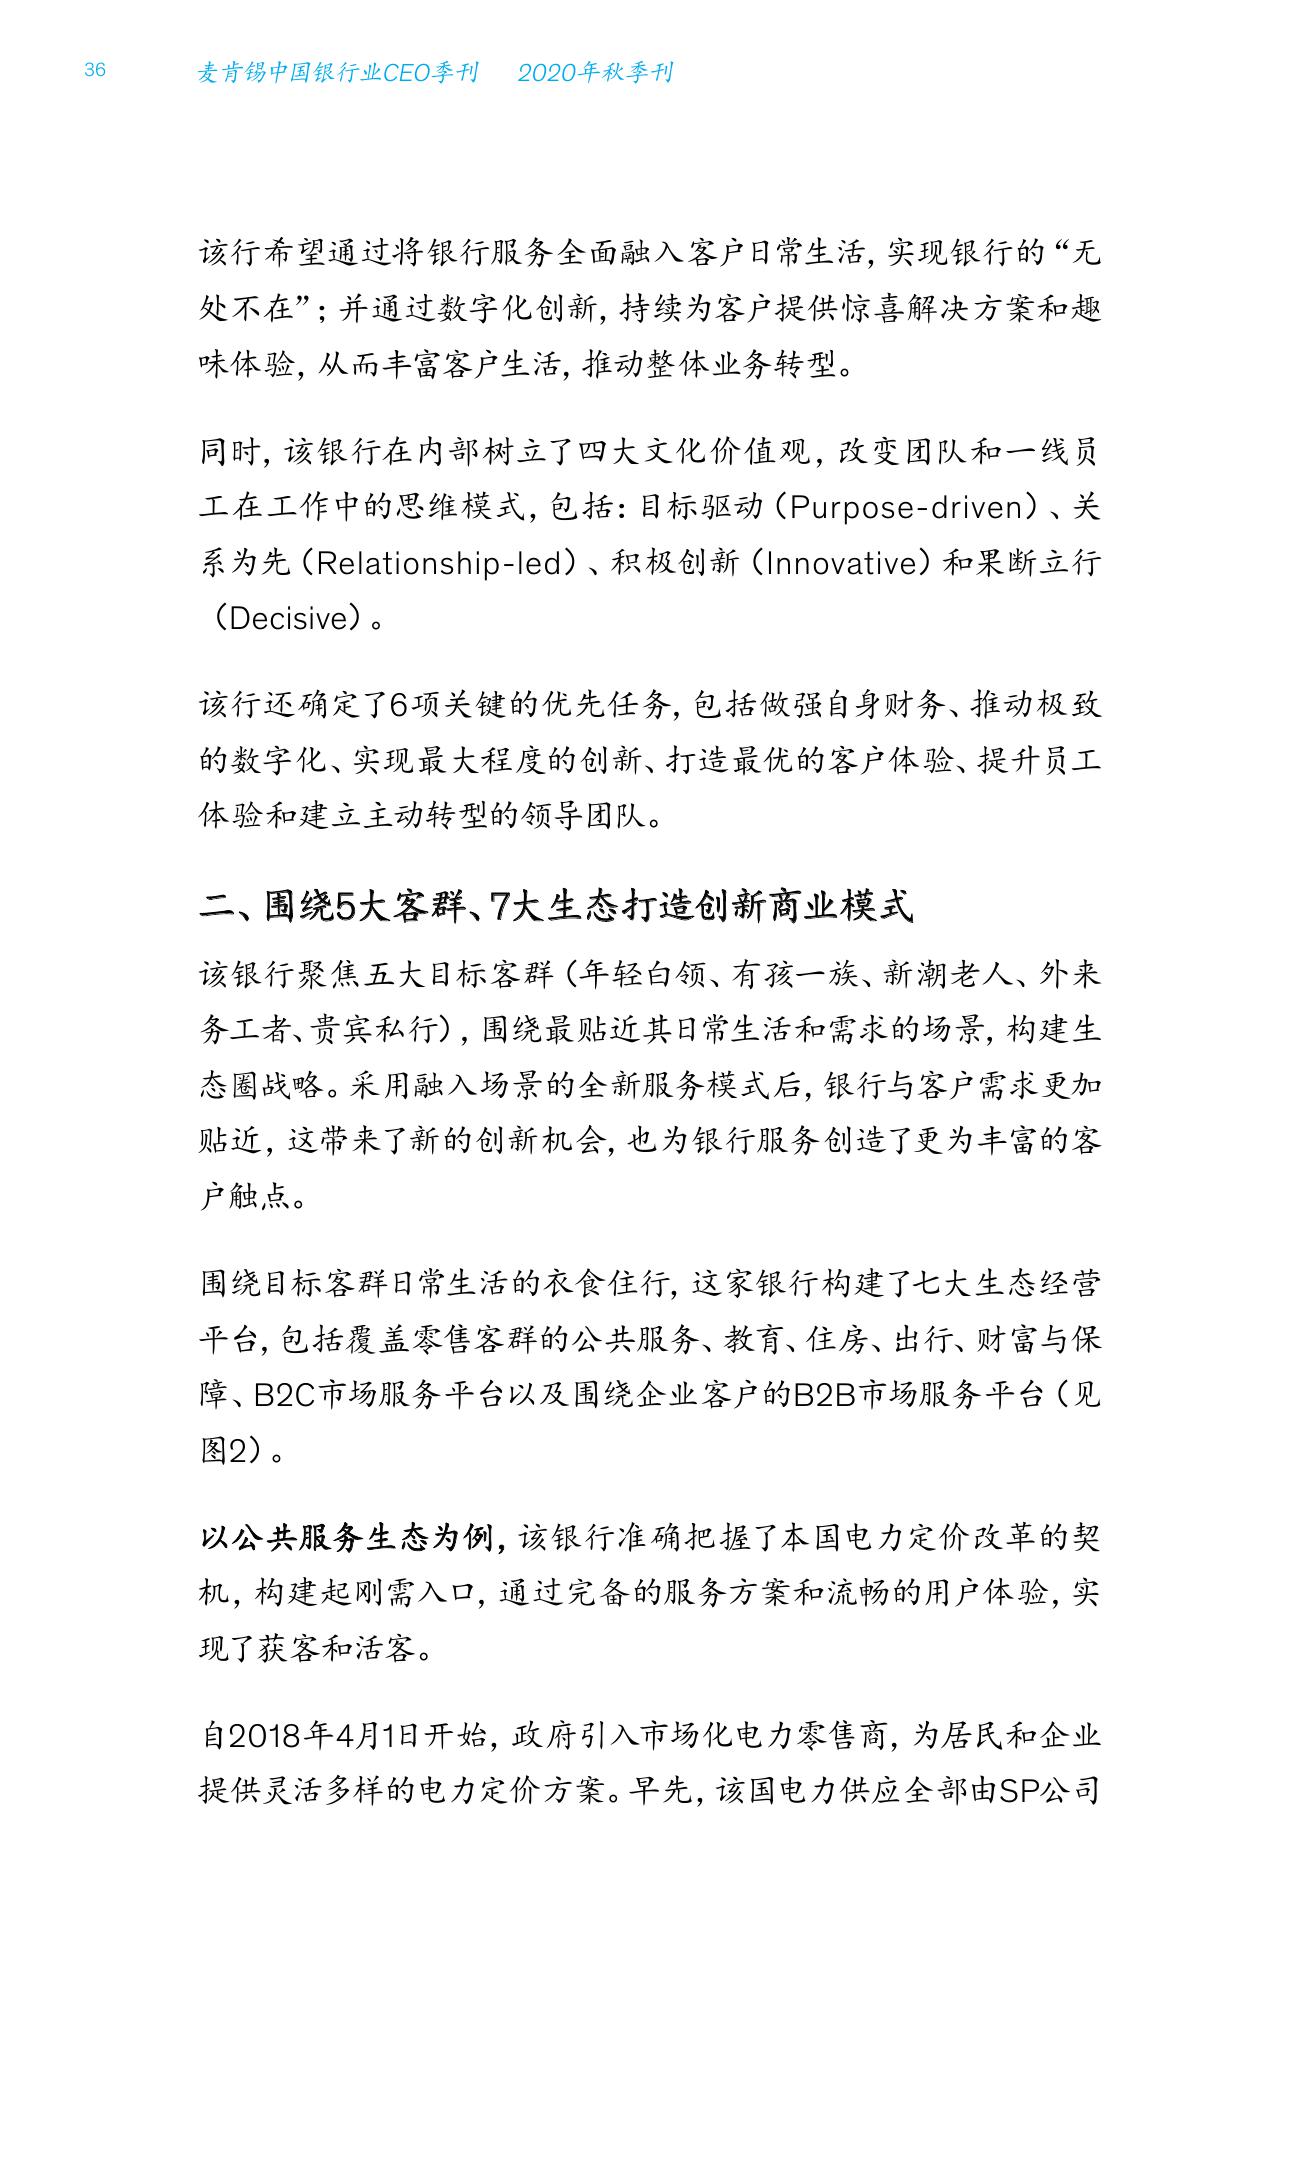 36
麦肯锡中国银行业CEO季刊 2020年秋季刊
该行希望通过将银行服务全面融入客户日常生活，实现银行的“无
处不在”；并通过数字化创新，持续为客户提供惊喜解决方案和趣
味体验，从而丰富客户生活，推动整体业务转型。
同时，该银行在内部树立了四大文化价值观，改变团队和一线员
工在工作中的思维模式，包括：目标驱动（Purpose-driven）、关
系为先（Relationship-led）、积极创新（Innovative）和果断立行
（Decisive）。
该行还确定了6项关键的优先任务，包括做强自身财务、推动极致
的数字化、实现最大程度的创新、打造最优的客户体验、提升员工
体验和建立主动转型的领导团队。
二、围绕5大客群、7大生态打造创新商业模式
该银行聚焦五大目标客群（年轻白领、有孩一族、新潮老人、外来
务工者、贵宾私行），围绕最贴近其日常生活和需求的场景，构建生
态圈战略。采用融入场景的全新服务模式后，银行与客户需求更加
贴近，这带来了新的创新机会，也为银行服务创造了更为丰富的客
户触点。
围绕目标客群日常生活的衣食住行，这家银行构建了七大生态经营
平台，包括覆盖零售客群的公共服务、教育、住房、出行、财富与保
障、B2C市场服务平台以及围绕企业客户的B2B市场服务平台（见
图2）。
以公共服务生态为例，该银行准确把握了本国电力定价改革的契
机，构建起刚需入口，通过完备的服务方案和流畅的用户体验，实
现了获客和活客。
自2018年4月1日开始，政府引入市场化电力零售商，为居民和企业
提供灵活多样的电力定价方案。早先，该国电力供应全部由SP公司